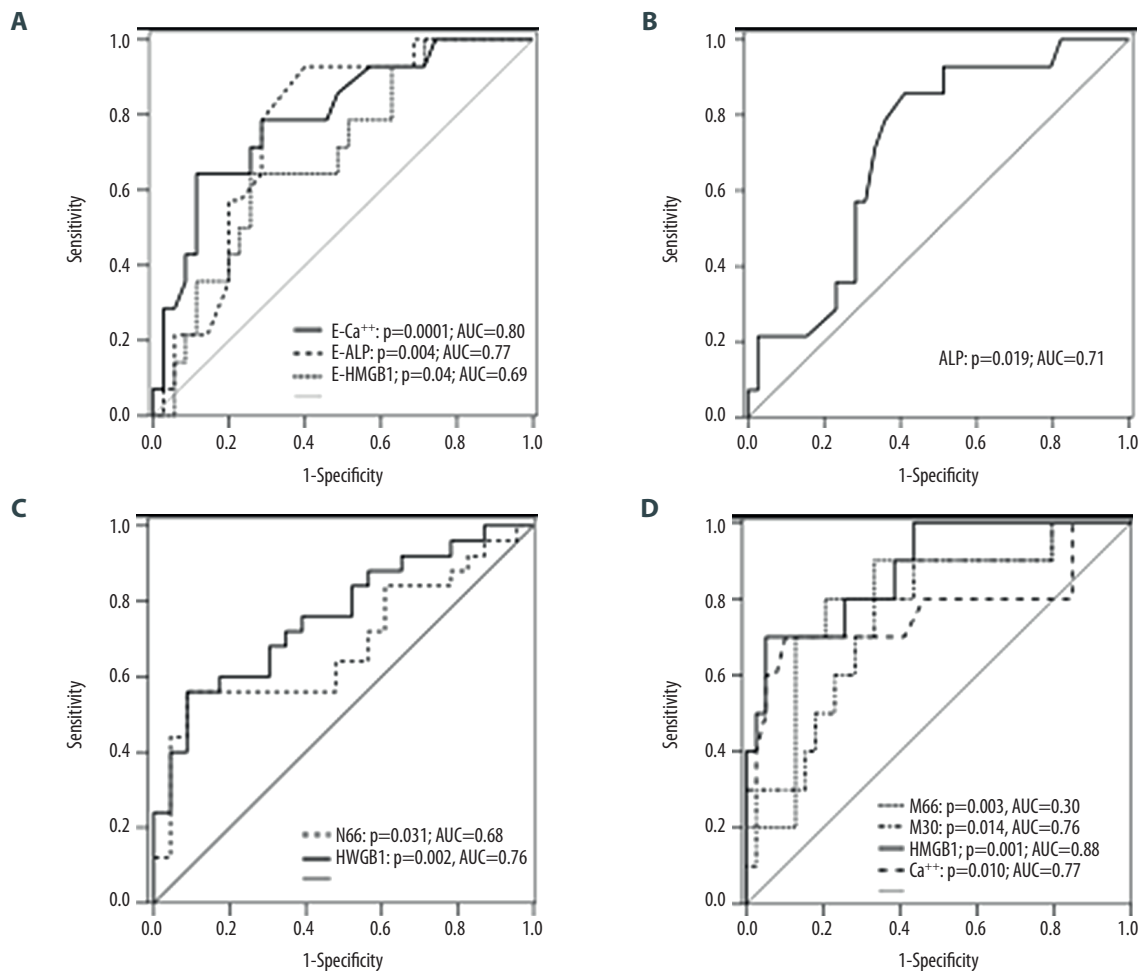 A
1.0
0.8
0.6
0.4
0.2
0.0
Sensitivity
E-Ca++: p=0.0001; AUC=0.80
E-ALP: p=0.004; AUC=0.77
E-HMGB1; p=0.04; AUC=0.69
0.0 0.2 0.4 0.6 0.8 1.0
1-Specificity
B
1.0
0.8
0.6
0.4
0.2
0.0
Sensitivity
ALP: p=0.019; AUC=0.71
0.0 0.2 0.4 0.6 0.8 1.0
1-Specificity
C
1.0
0.8
0.6
0.4
0.2
0.0
Sensitivity
N66: p=0.031; AUC=0.68
HWGB1: p=0.002, AUC=0.76
0.0 0.2 0.4 0.6 0.8 1.0
1-Specificity
D
1.0
0.8
0.6
0.4
0.2
0.0
Sensitivity
M66: p=0.003, AUC=0.30
M30: p=0.014, AUC=0.76
HMGB1; p=0.001; AUC=0.88
Ca++: p=0.010; AUC=0.77
0.0 0.2 0.4 0.6 0.8 1.0
1-Specificity